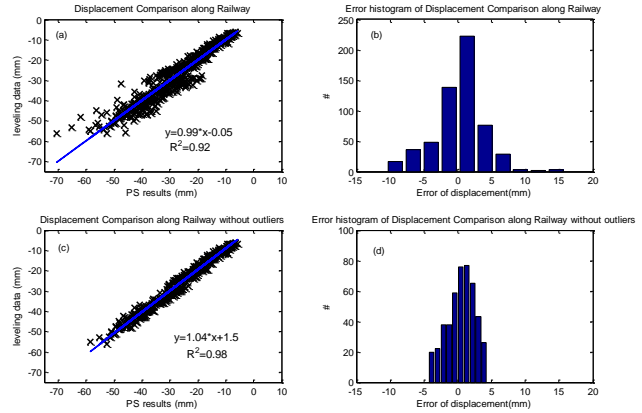 Displacement Comparison along Railway
(a)
leveling data (mm)
0
-10
-20
-30
-40
-50
-60
-70
y=0.99*x-0.05
R²=0.92
-70 -60 -50 -40 -30 -20 -10 0 10
PS results (mm)
Error histogram of Displacement Comparison along Railway
(b)
#
250
200
150
100
50
0
-15 -10 -5 0 5 10 15 20
Error of displacement(mm)
Displacement Comparison along Railway without outliers
(c)
leveling data (mm)
0
-10
-20
-30
-40
-50
-60
-70
y=1.04*x+1.5
R²=0.98
-70 -60 -50 -40 -30 -20 -10 0 10
PS results (mm)
Error histogram of Displacement Comparison along Railway without outliers
(d)
#
100
80
60
40
20
0
-15 -10 -5 0 5 10 15 20
Error of displacement(mm)